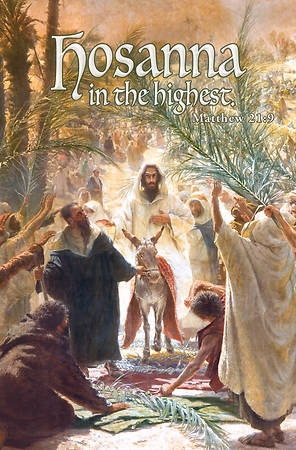 Hosanna
in the highest.
Matthew 21:9